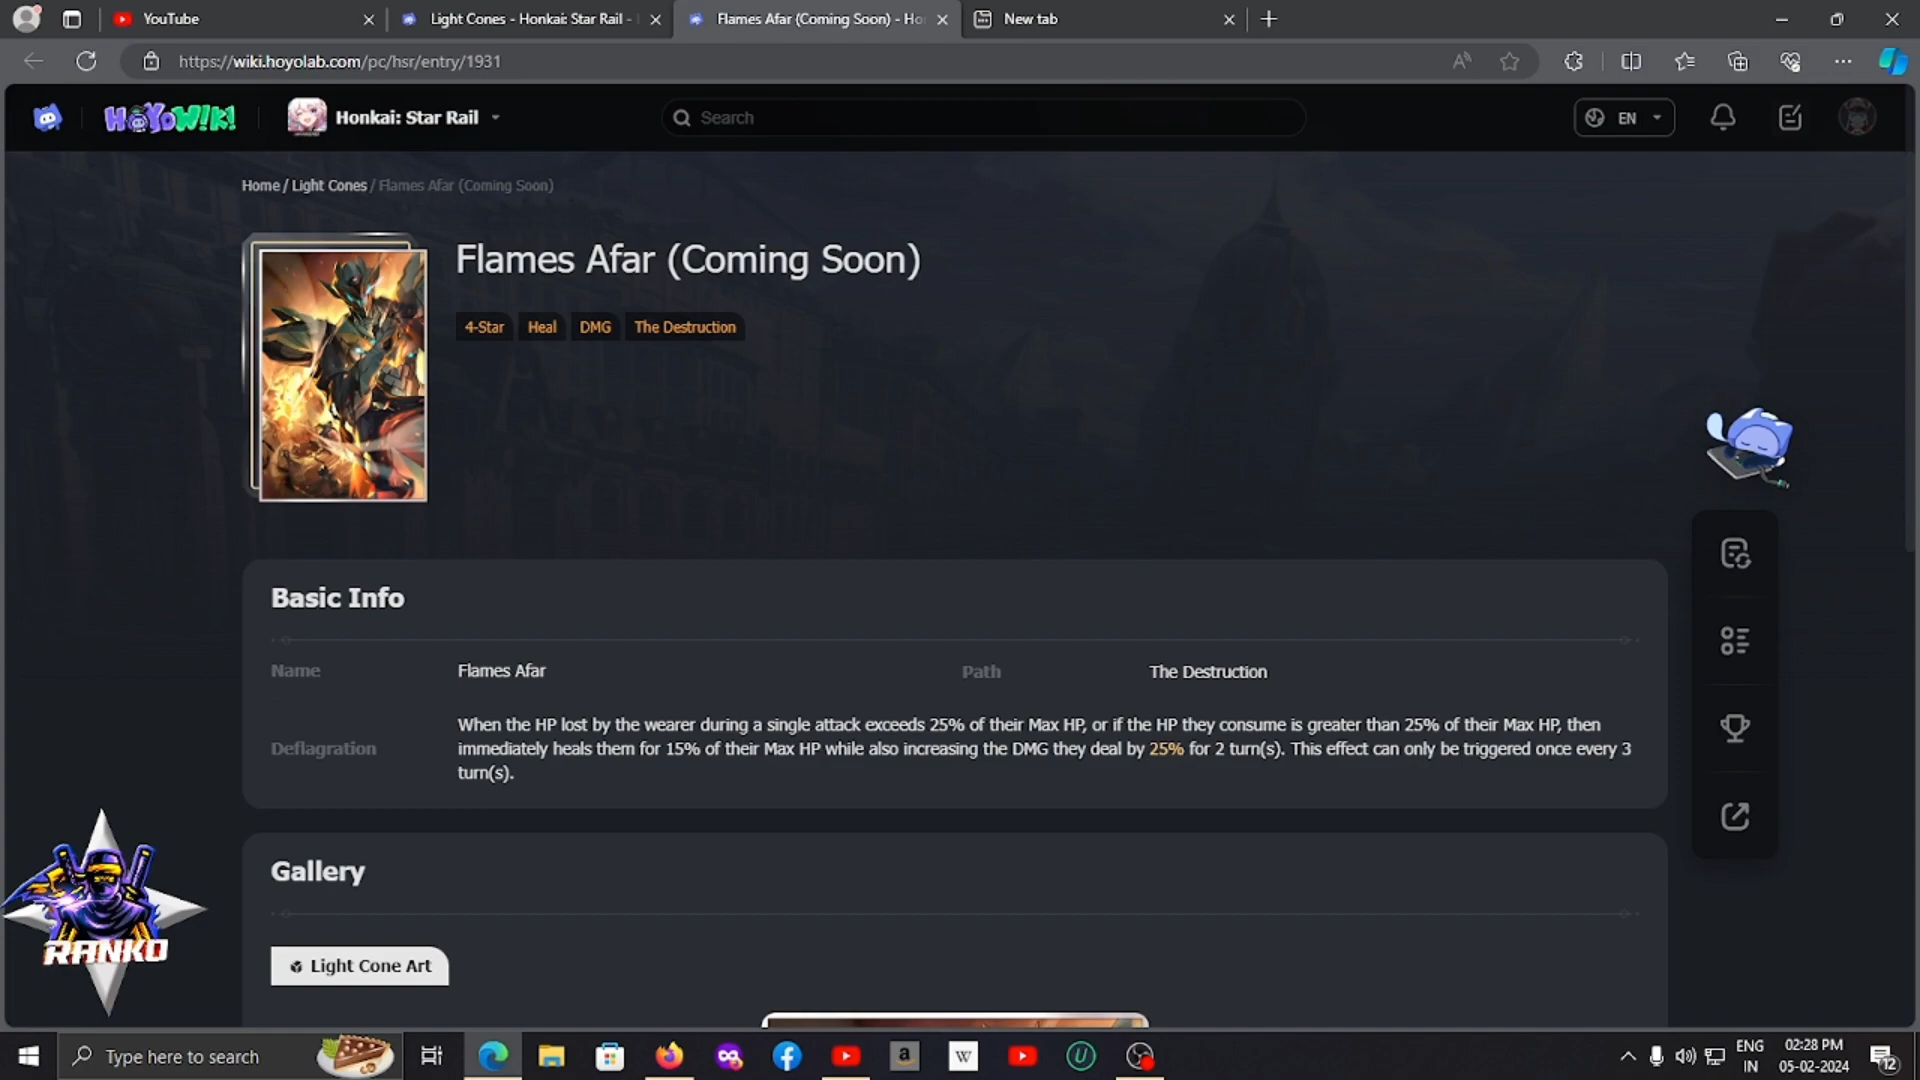 YouTube
Light Cones - Honkai: Star Rail -
Flames Afar (Coming Soon) - Ho
New tab
https://wiki.hoyolab.com/pc/hsr/entry/1931
HoYoWiKi
Honkai: Star Rail
Search
EN
Home / Light Cones / Flames Afar (Coming Soon)
Flames Afar (Coming Soon)
4-Star
Heal
DMG
The Destruction
Basic Info
Name
Flames Afar
Path
The Destruction
Deflagration
When the HP lost by the wearer during a single attack exceeds 25% of their Max HP, or if the HP they consume is greater than 25% of their Max HP, then
immediately heals them for 15% of their Max HP while also increasing the DMG they deal by 25% for 2 turn(s). This effect can only be triggered once every 3
turn(s).
Gallery
Light Cone Art
RANKO
Type here to search
a
W
U
ENG
IN
02:28 PM
05-02-2024
12